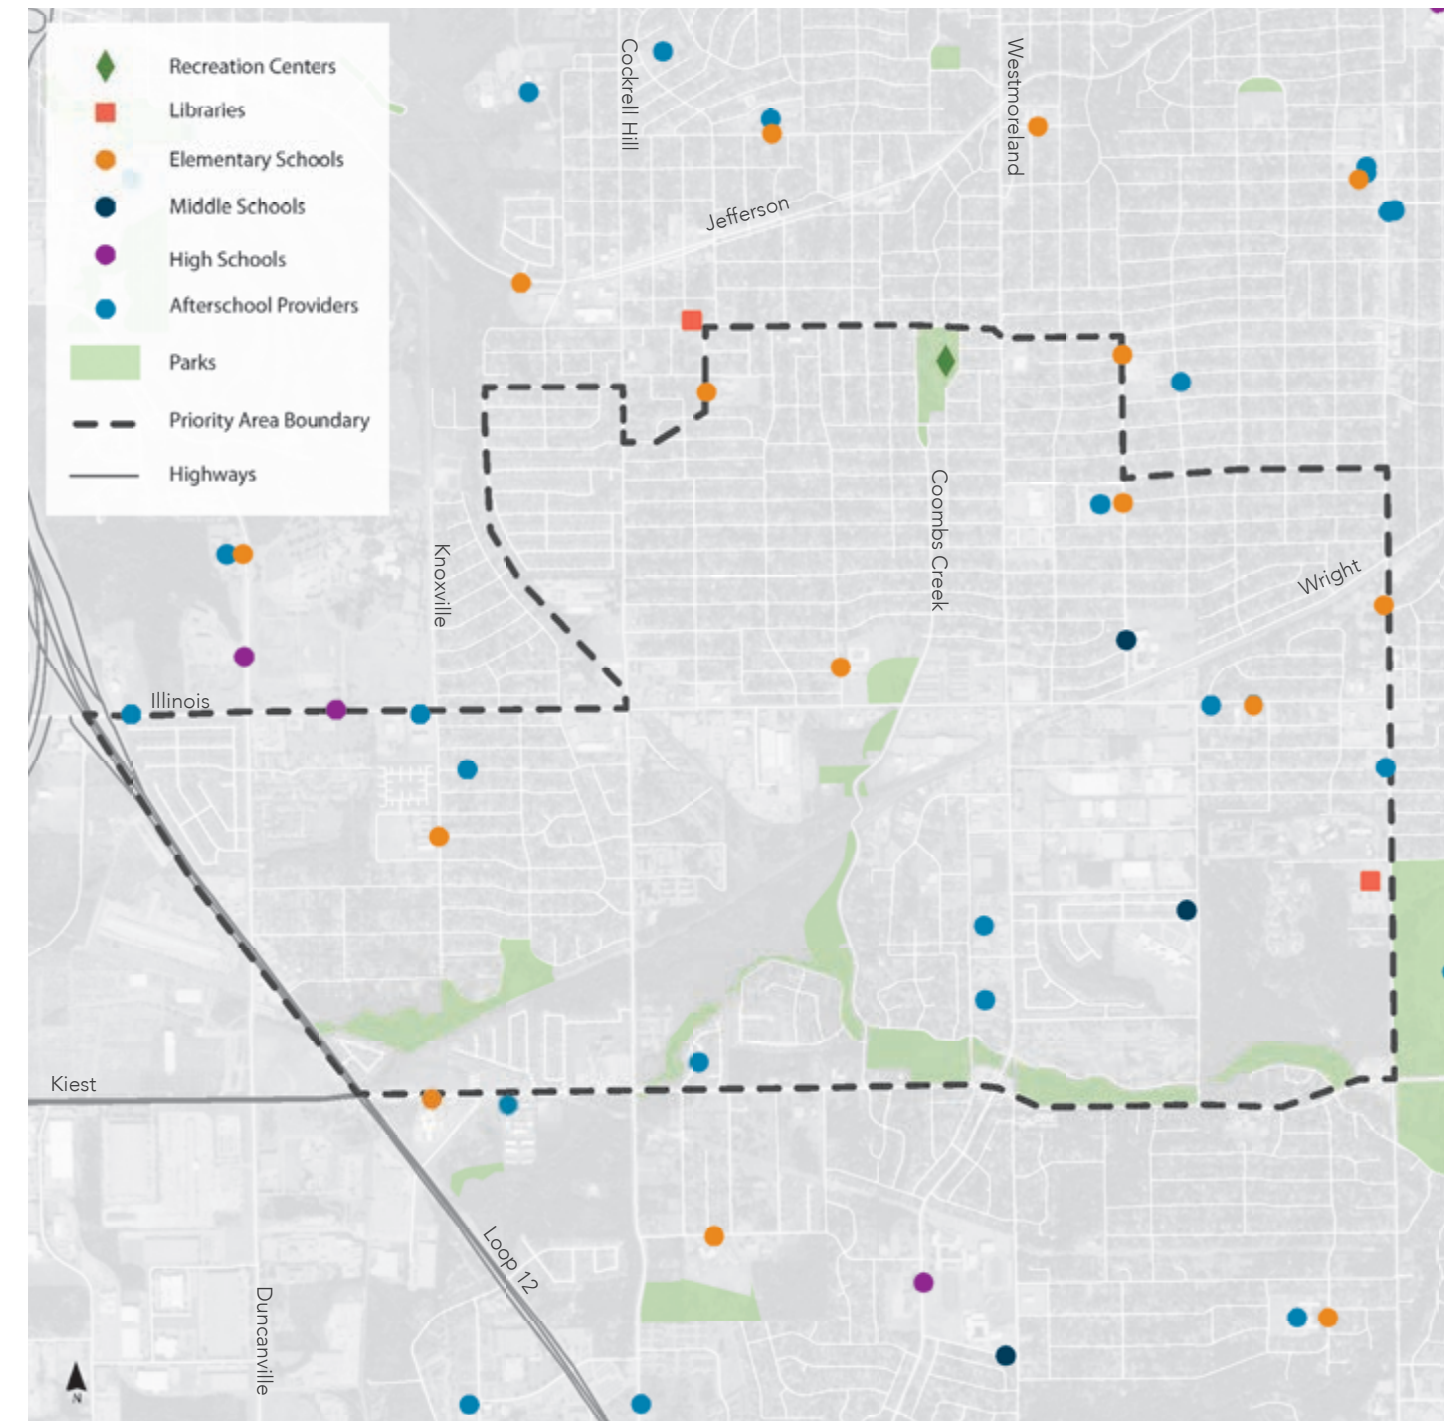 Recreation Centers
Libraries
Elementary Schools
Middle Schools
High Schools
Afterschool Providers
Parks
Priority Area Boundary
Highways
Cockrell Hill
Westmoreland
Jefferson
Coombs Creek
Knoxville
Wright
Illinois
Kiest
Loop 12
Duncanville
N